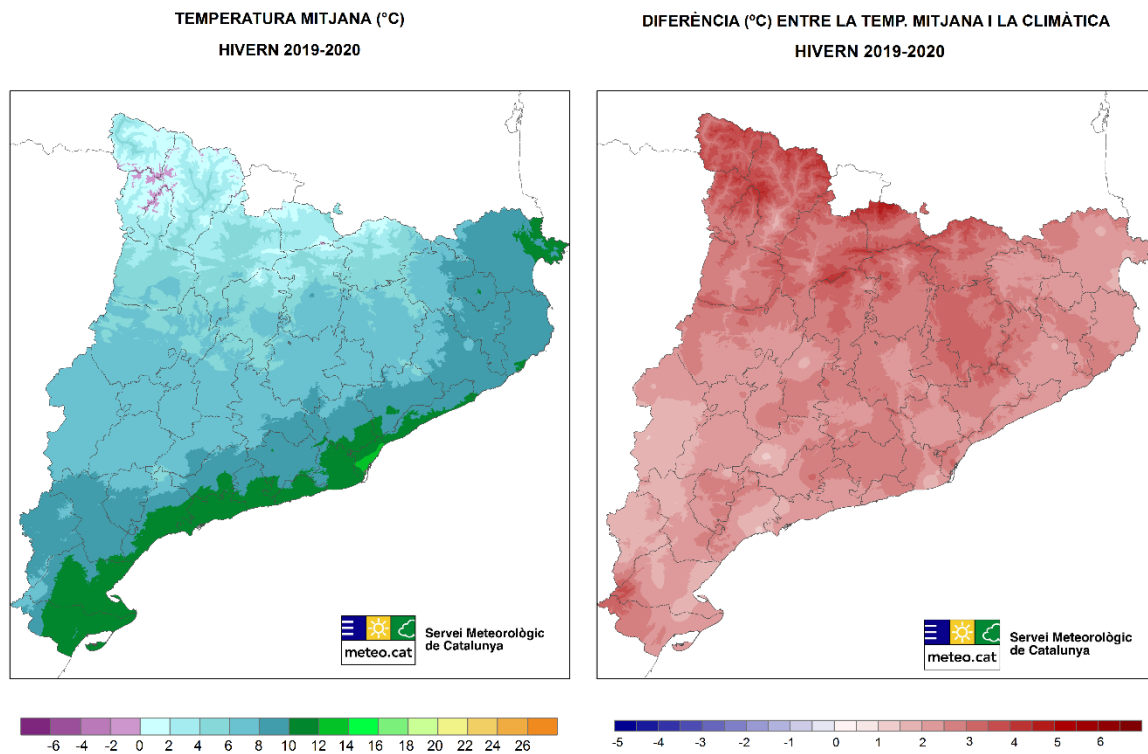 TEMPERATURA MITJANA (°C)
HIVERN 2019-2020
Servei Meteorològic
de Catalunya
meteo.cat
-6 -4 -2 0 2 4 6 8 10 12 14 16 18 20 22 24 26
DIFERÈNCIA (ºC) ENTRE LA TEMP. MITJANA I LA CLIMÀTICA
HIVERN 2019-2020
Servei Meteorològic
de Catalunya
meteo.cat
-5 -4 -3 -2 -1 0 1 2 3 4 5 6